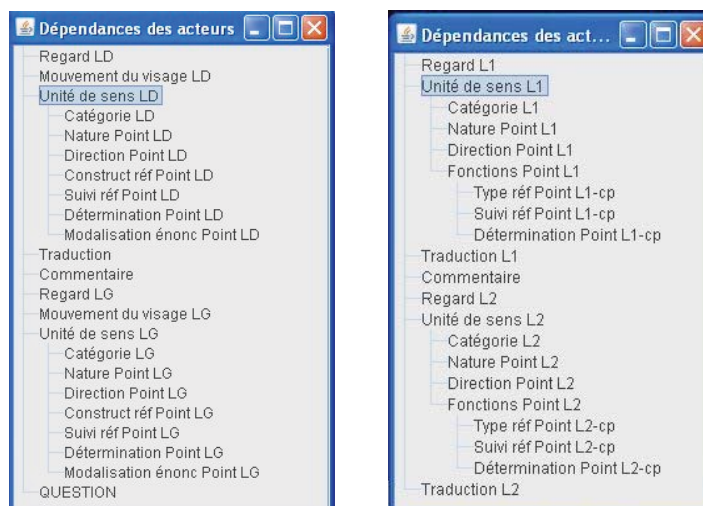 Dépendances des acteurs
Regard LD
Mouvement du visage LD
Unité de sens LD
Catégorie LD
Nature Point LD
Direction Point LD
Construct réf Point LD
Suivi réf Point LD
Détermination Point LD
Modalisation énonc Point LD
Traduction
Commentaire
Regard LG
Mouvement du visage LG
Unité de sens LG
Catégorie LG
Nature Point LG
Direction Point LG
Construct réf Point LG
Suivi réf Point LG
Détermination Point LG
Modalisation énonc Point LG
QUESTION
Dépendances des act...
Regard L1
Unité de sens L1
Catégorie L1
Nature Point L1
Direction Point L1
Fonctions Point L1
Type réf Point L1-cp
Suivi réf Point L1-cp
Détermination Point L1-cp
Traduction L1
Commentaire
Regard L2
Unité de sens L2
Catégorie L2
Nature Point L2
Direction Point L2
Fonctions Point L2
Type réf Point L2-cp
Suivi réf Point L2-cp
Détermination Point L2-cp
Traduction L2